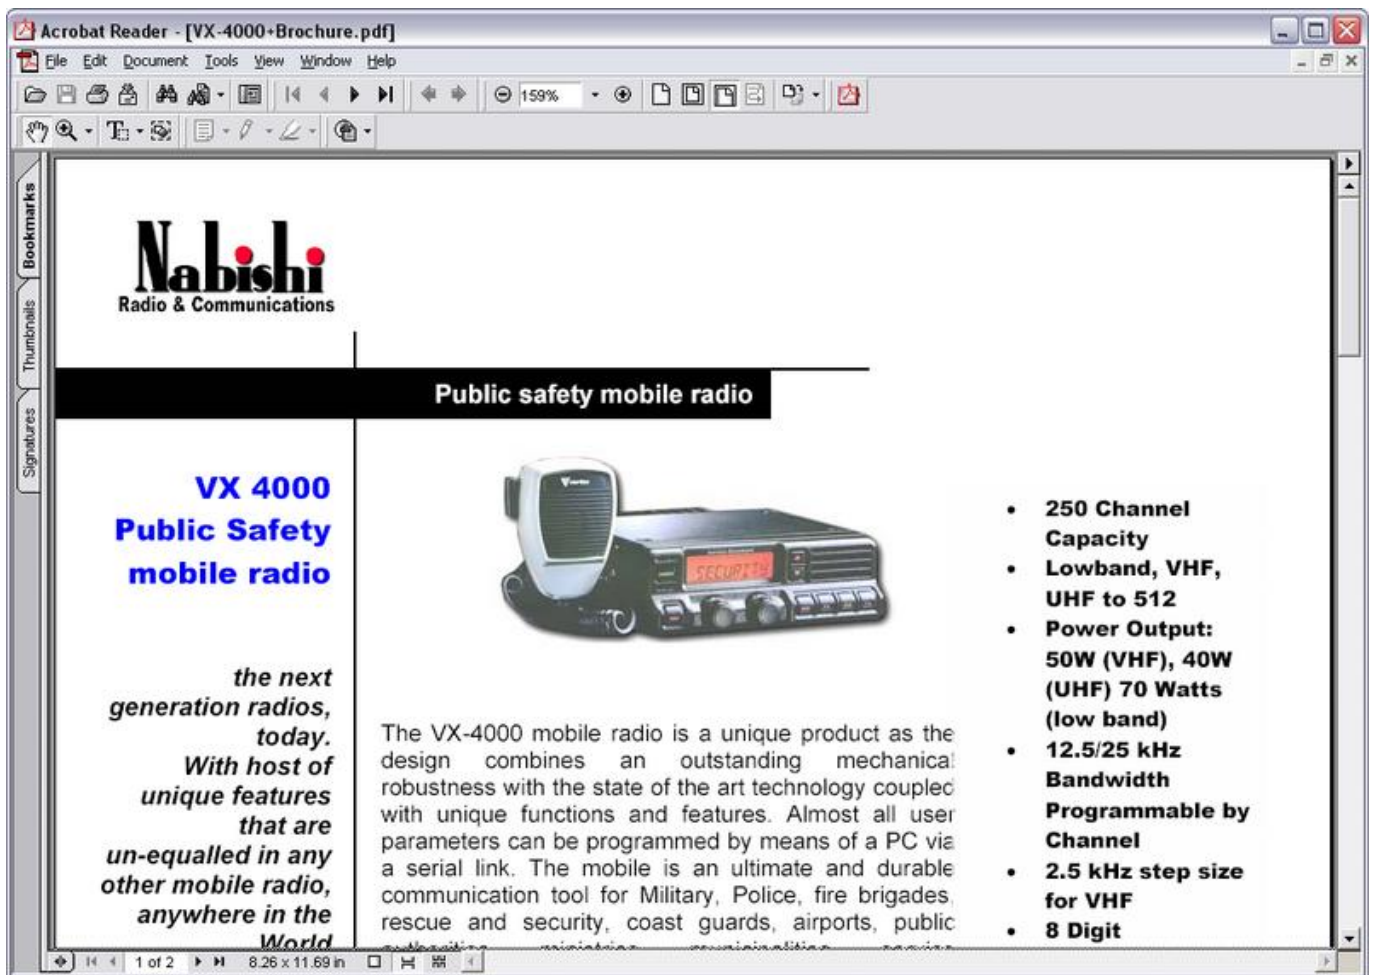 Acrobat Reader - [VX-4000+Brochure.pdf]
File Edit Document Tools View Window Help
159%
Bookmarks
Thumbnails
Signatures
Nabishi
Radio & Communications
Public safety mobile radio
VX 4000
Public Safety
mobile radio
the next
generation radios,
today.
With host of
unique features
that are
un-equalled in any
other mobile radio,
anywhere in the
World
SECURITY
The VX-4000 mobile radio is a unique product as the
design combines an outstanding mechanical
robustness with the state of the art technology coupled
with unique functions and features. Almost all user
parameters can be programmed by means of a PC via
a serial link. The mobile is an ultimate and durable
communication tool for Military, Police, fire brigades,
rescue and security, coast guards, airports, public
• 250 Channel
Capacity
• Lowband, VHF,
UHF to 512
• Power Output:
50W (VHF), 40W
(UHF) 70 Watts
(low band)
• 12.5/25 kHz
Bandwidth
Programmable by
Channel
• 2.5 kHz step size
for VHF
• 8 Digit
1 of 2 8.26 x 11.69 in